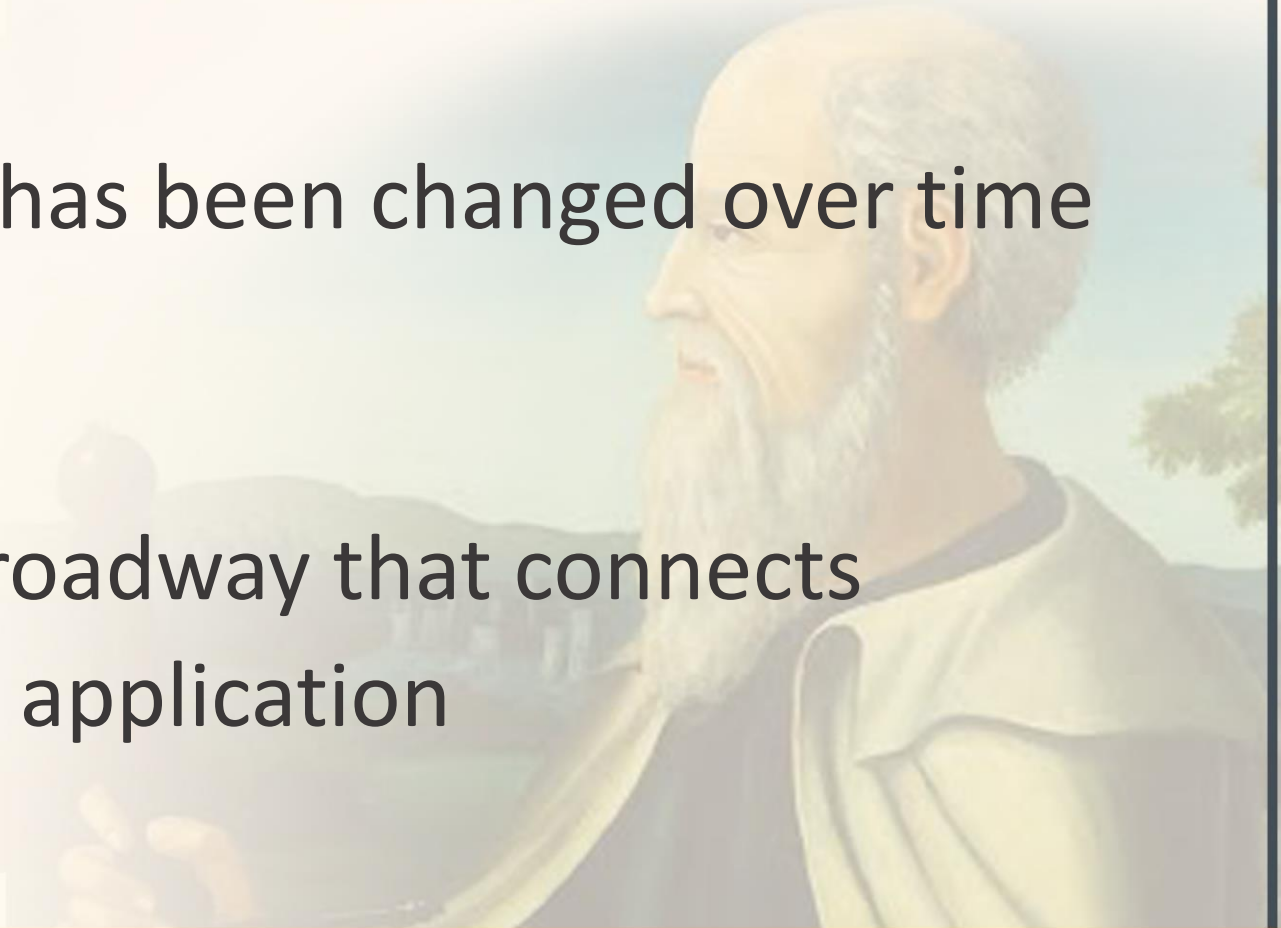 has been changed over time
roadway that connects
application